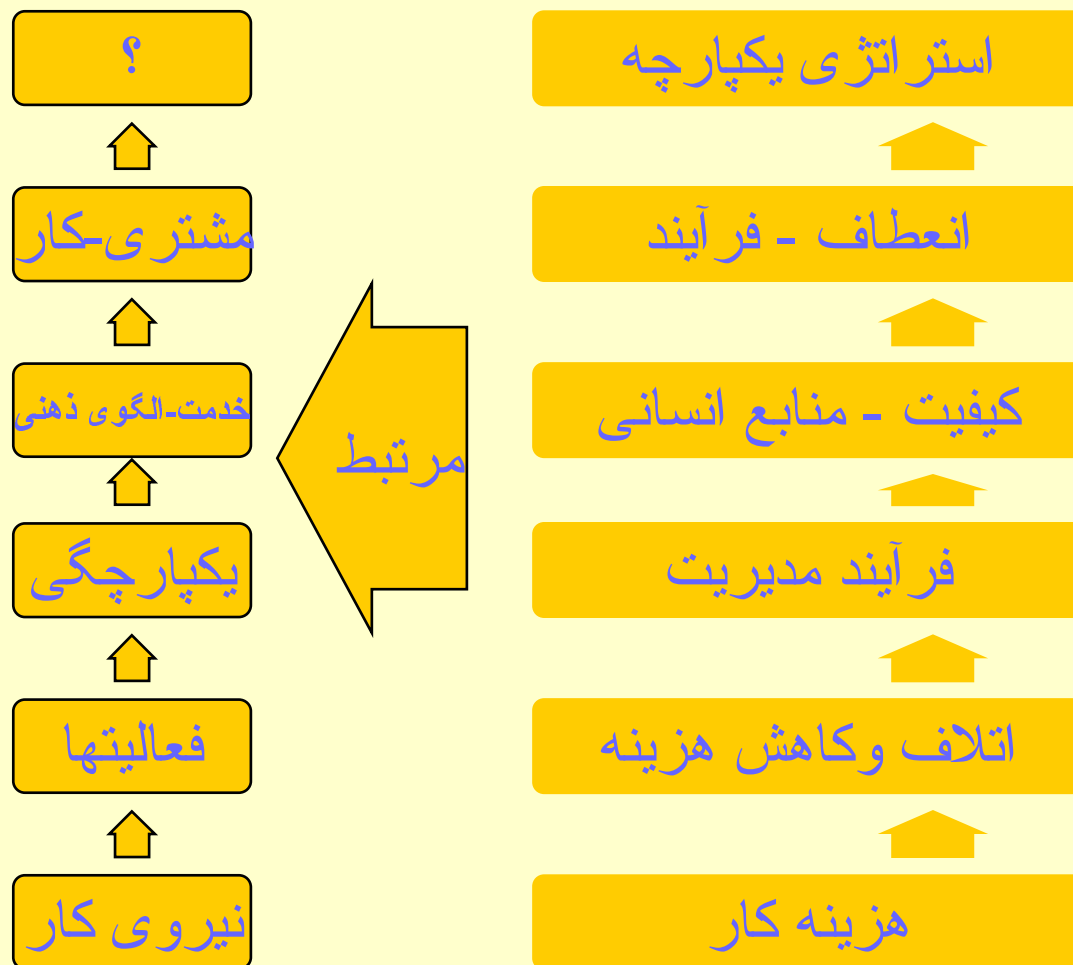 استراتژی یکپارچه
انعطاف - فرآیند
کیفیت - منابع انسانی
فرآیند مدیریت
اتلاف وکاهش هزینه
هزینه کار
مرتبط
؟
مشتری-کار
خدمت-الگوی ذهنی
یکپارچگی
فعالیتها
نیروی کار